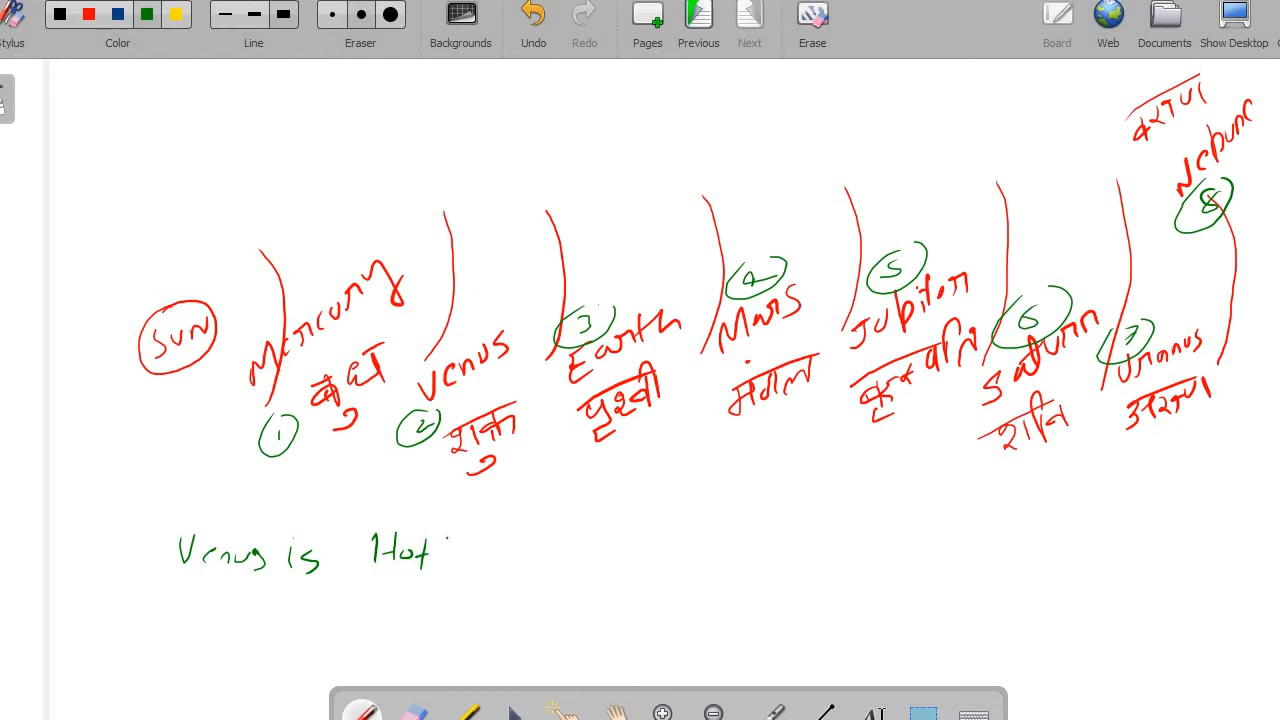 Stylus
Color
Line
Eraser
Backgrounds
Undo
Redo
Pages
Previous
Next
Erase
Board
Web
Documents
Show Desktop
वरुण
Neptune
8
SUN
Mercury
बुध
1
Venus
शुक्र
2
3
Earth
पृथ्वी
4
Mars
मंगल
5
Jupiter
6
Saturn
शनि
7
Uranus
अरुण
Venus is Hot